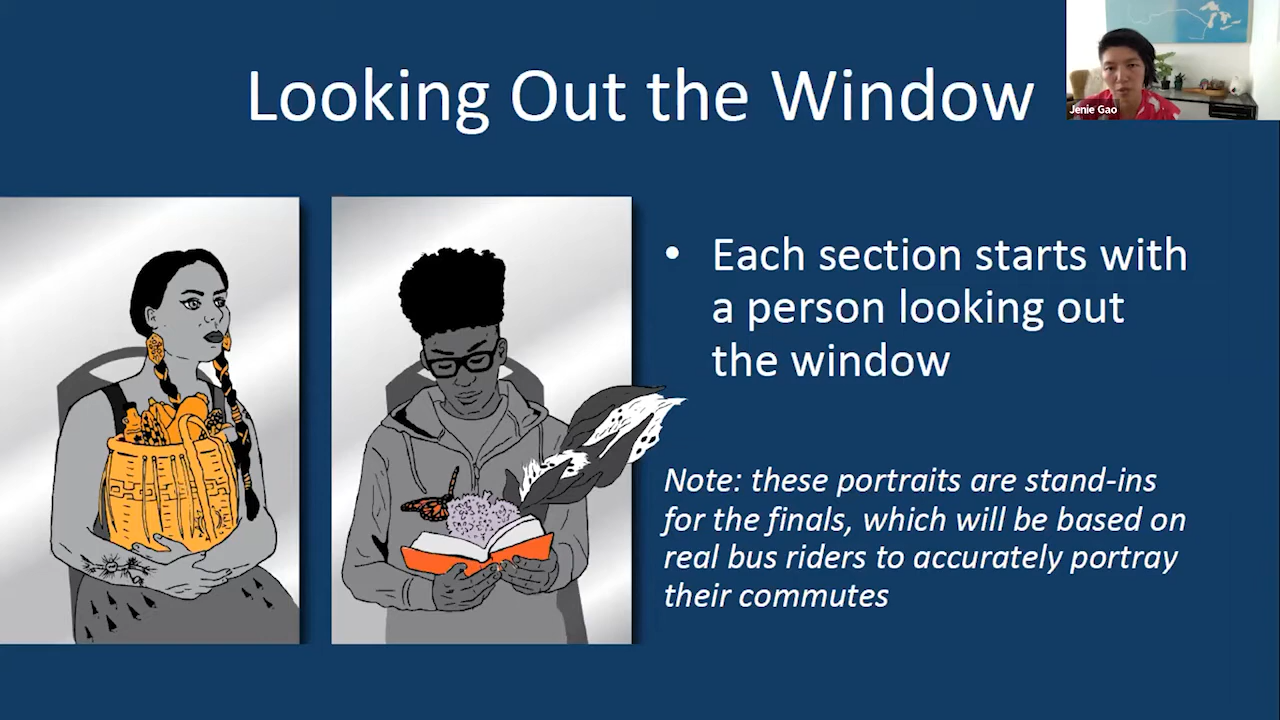 Looking Out the Window
Jenie Gao
• Each section starts with
a person looking out
the window
Note: these portraits are stand-ins
for the finals, which will be based on
real bus riders to accurately portray
their commutes